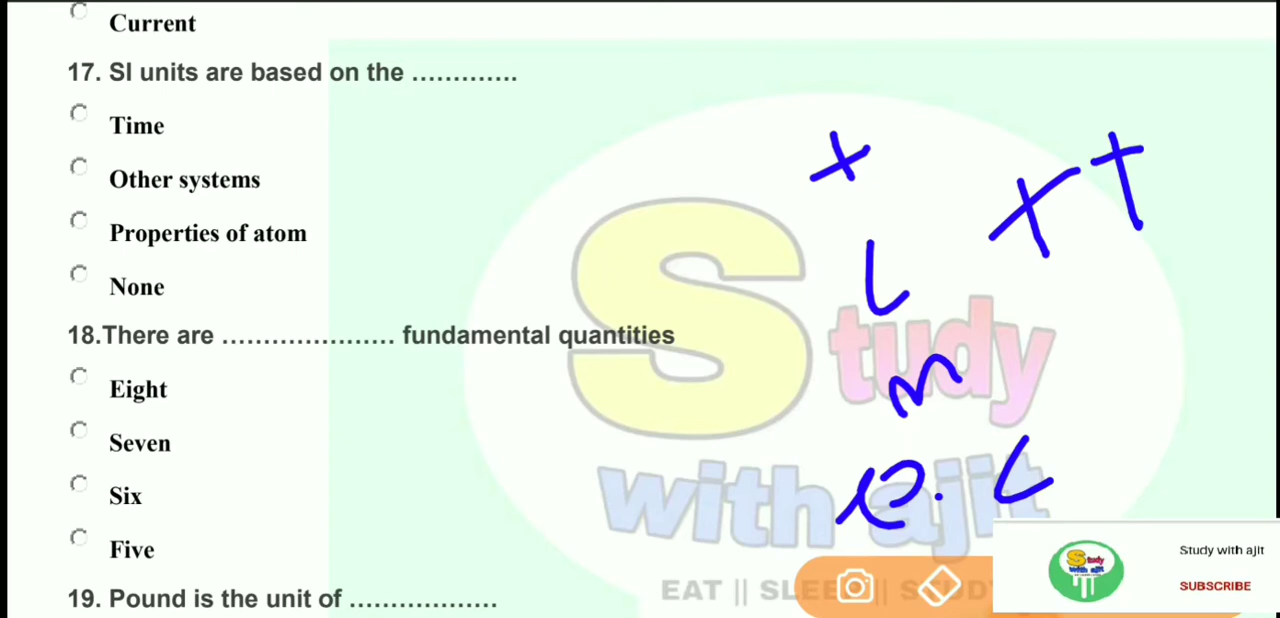 Current
17. SI units are based on the .............
Time
Other systems
Properties of atom
None
18.There are ..................... fundamental quantities
Eight
Seven
Six
Five
19. Pound is the unit of ..................
Study
with ajit
EAT || SLEE || STUD
L
m
e. L
Study with ajit
SUBSCRIBE